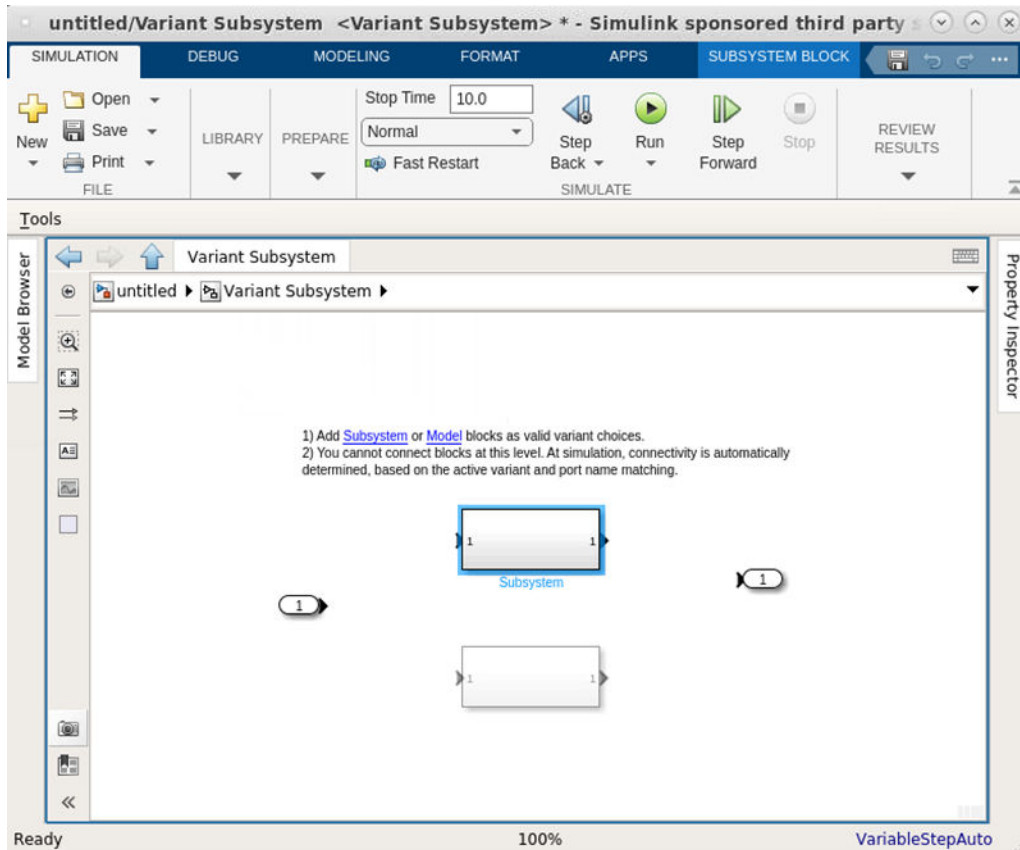 untitled/Variant Subsystem <Variant Subsystem> * - Simulink sponsored third party
SIMULATION DEBUG MODELING FORMAT APPS SUBSYSTEM BLOCK
New
Open
Save
Print
FILE
LIBRARY
PREPARE
Stop Time 10.0
Normal
Fast Restart
Step
Back
Run
Step
Forward
Stop
SIMULATE
REVIEW
RESULTS
Tools
Model Browser
Variant Subsystem
untitled Variant Subsystem
Property Inspector
1) Add Subsystem or Model blocks as valid variant choices.
2) You cannot connect blocks at this level. At simulation, connectivity is automatically
determined, based on the active variant and port name matching.
1 1
Subsystem
1
1
1 1
Ready 100% VariableStepAuto